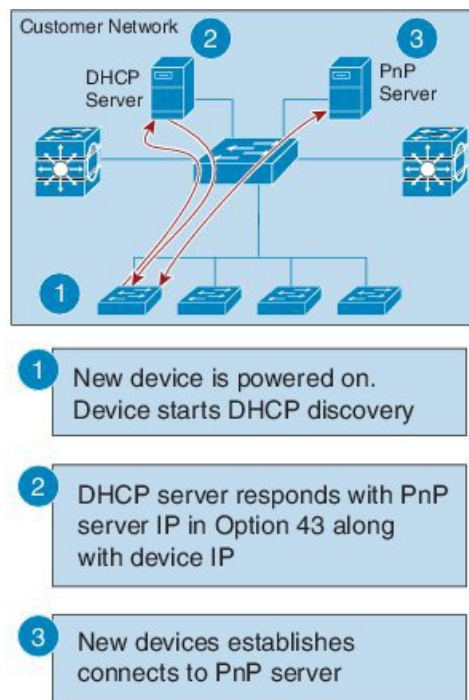 Customer Network
2
3
DHCP
Server
PnP
Server
1
1
New device is powered on.
Device starts DHCP discovery
2
DHCP server responds with PnP
server IP in Option 43 along
with device IP
3
New devices establishes
connects to PnP server